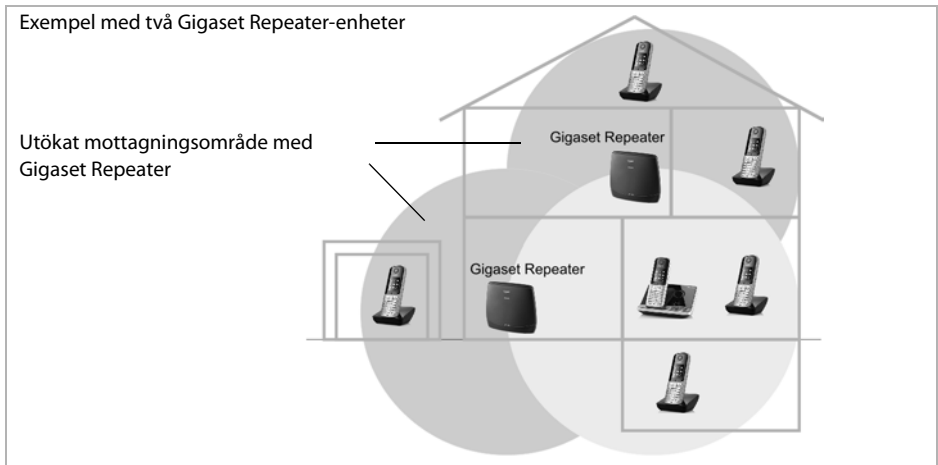 Exempel med två Gigaset Repeater-enheter
Utökat mottagningsområde med
Gigaset Repeater
Gigaset Repeater
Gigaset Repeater